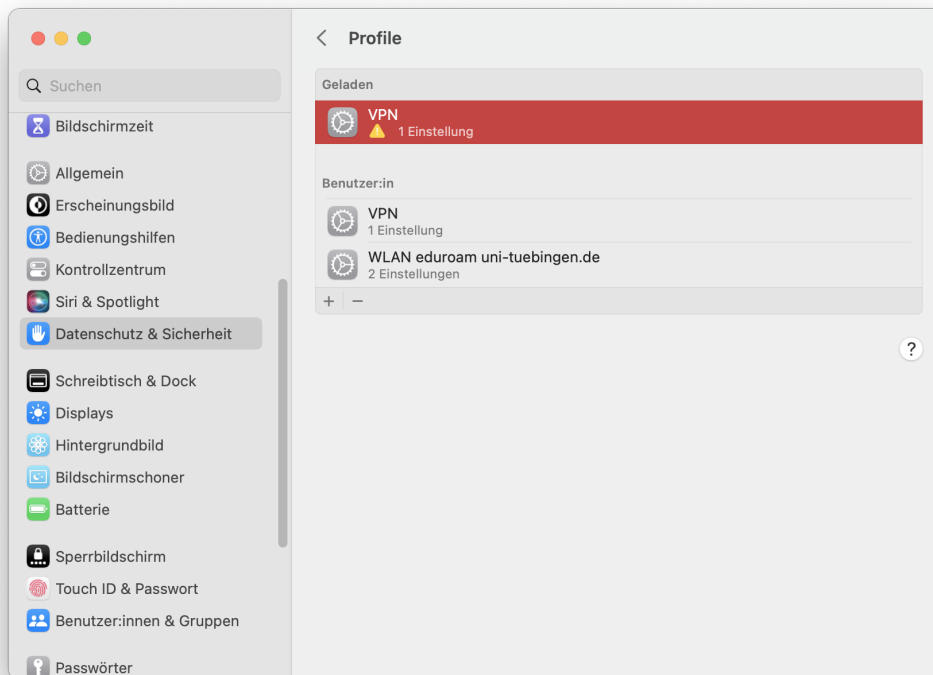 Profile
Suchen
Bildschirmzeit
Allgemein
Erscheinungsbild
Bedienungshilfen
Kontrollzentrum
Siri & Spotlight
Datenschutz & Sicherheit
Schreibtisch & Dock
Displays
Hintergrundbild
Bildschirmschoner
Batterie
Sperrbildschirm
Touch ID & Passwort
Benutzer:innen & Gruppen
Passwörter
Geladen
VPN
1 Einstellung
Benutzer:in
VPN
1 Einstellung
WLAN eduroam uni-tuebingen.de
2 Einstellungen
+ −
?